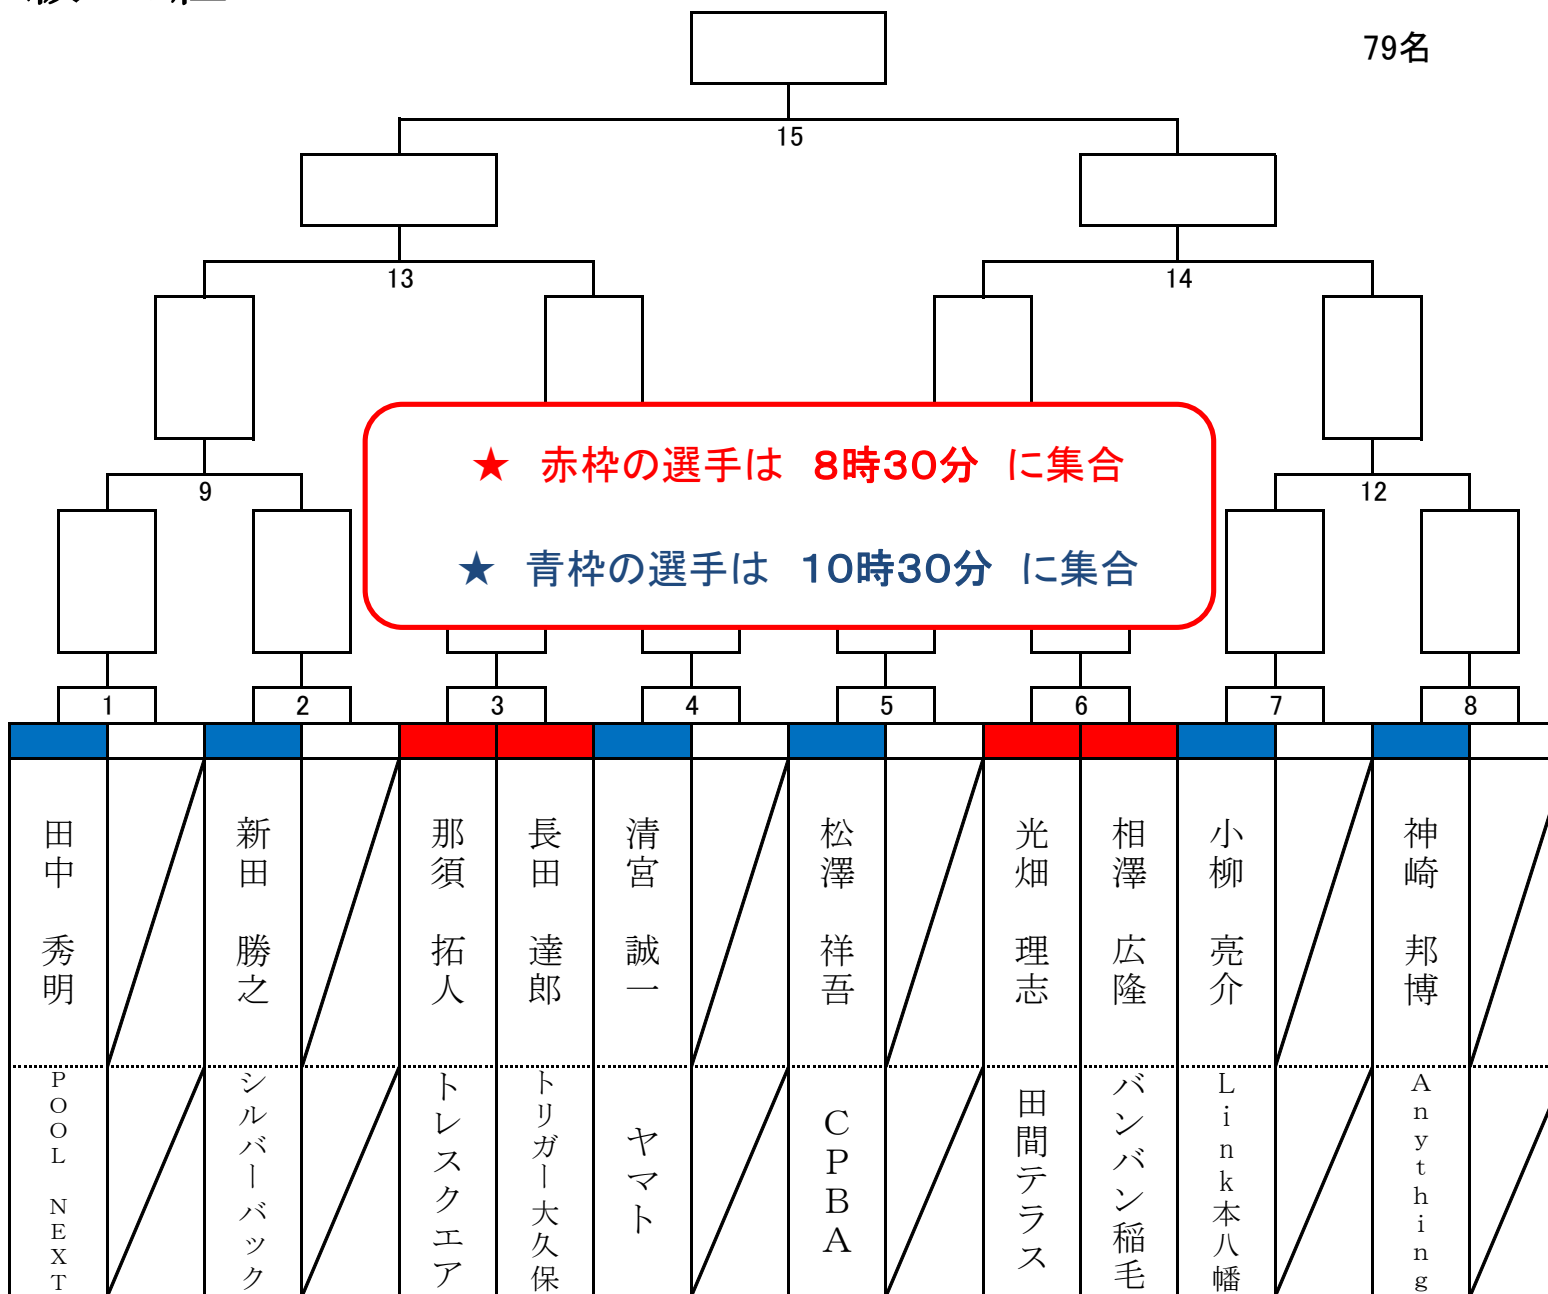 79名
15
13
14
★ 赤枠の選手は 8時30分 に集合
9
12
★ 青枠の選手は 10時30分 に集合
1
2
3
4
5
6
7
8
田中 秀明
新田 勝之
那須 拓人
長田 達郎
清宮 誠一
松澤 祥吾
光畑 理志
相澤 広隆
小柳 亮介
神崎 邦博
POOL NEXT
シルバーバック
トレスクエア
トリガー大久保
ヤマト
CPBA
田間テラス
バンバン稲毛
Link本八幡
Anything